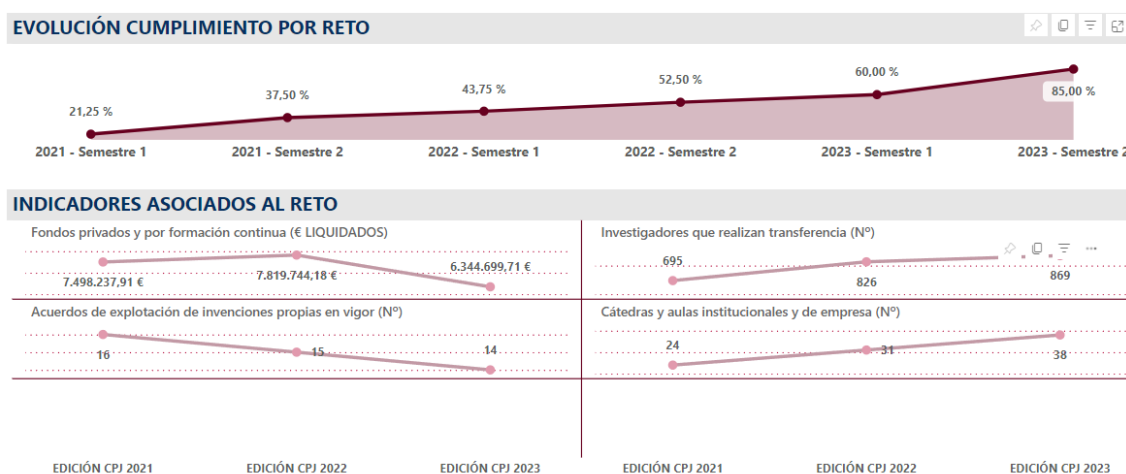 EVOLUCIÓN CUMPLIMIENTO POR RETO
21,25 %
37,50 %
43,75 %
52,50 %
60,00 %
85,00 %
2021 - Semestre 1
2021 - Semestre 2
2022 - Semestre 1
2022 - Semestre 2
2023 - Semestre 1
2023 - Semestre 2
INDICADORES ASOCIADOS AL RETO
Fondos privados y por formación continua (€ LIQUIDADOS)
7.498.237,91 €
7.819.744,18 €
6.344.699,71 €
Investigadores que realizan transferencia (Nº)
695
826
869
Acuerdos de explotación de invenciones propias en vigor (Nº)
16
15
14
Cátedras y aulas institucionales y de empresa (Nº)
24
31
38
EDICIÓN CPJ 2021
EDICIÓN CPJ 2022
EDICIÓN CPJ 2023
EDICIÓN CPJ 2021
EDICIÓN CPJ 2022
EDICIÓN CPJ 2023